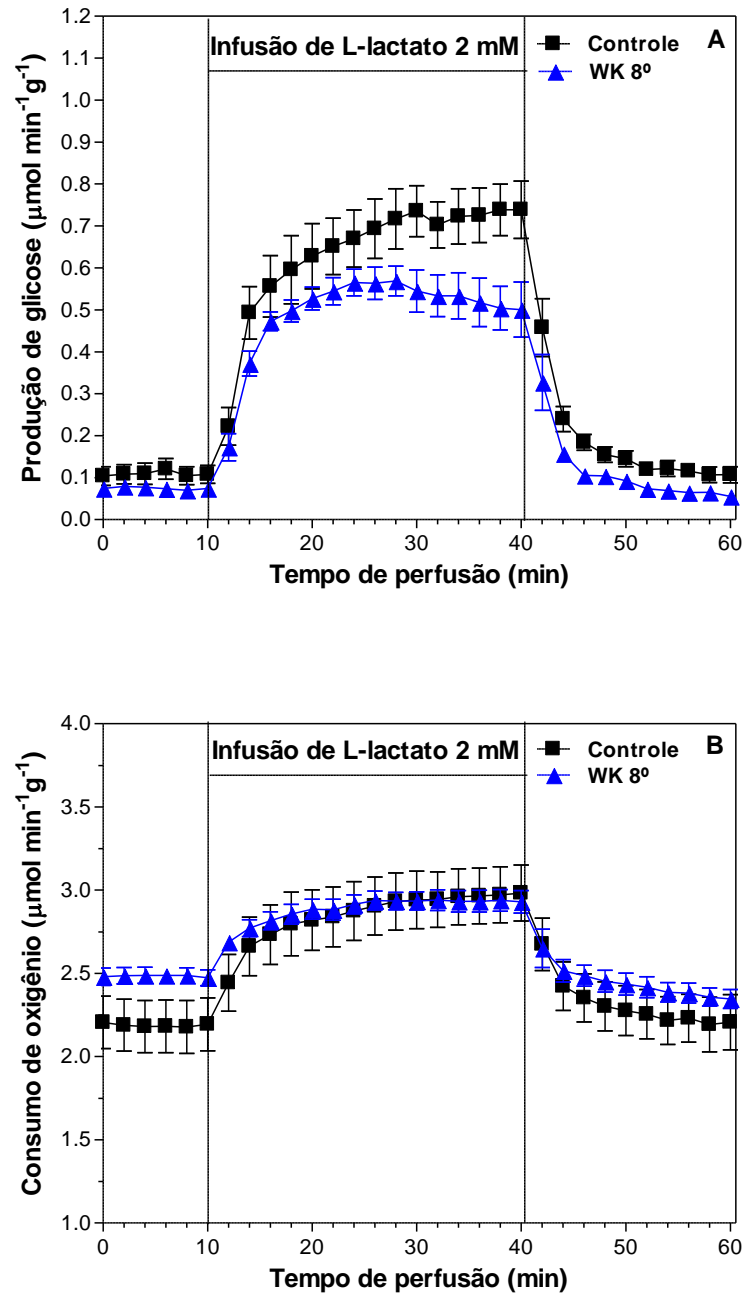 Infusão de L-lactato 2 mM
Controle
WK 8º
A
Produção de glicose (µmol min⁻¹g⁻¹)
1.2
1.1
1.0
0.9
0.8
0.7
0.6
0.5
0.4
0.3
0.2
0.1
0.0
0 10 20 30 40 50 60
Tempo de perfusão (min)
Infusão de L-lactato 2 mM
Controle
WK 8º
B
Consumo de oxigênio (µmol min⁻¹g⁻¹)
4.0
3.5
3.0
2.5
2.0
1.5
1.0
0 10 20 30 40 50 60
Tempo de perfusão (min)